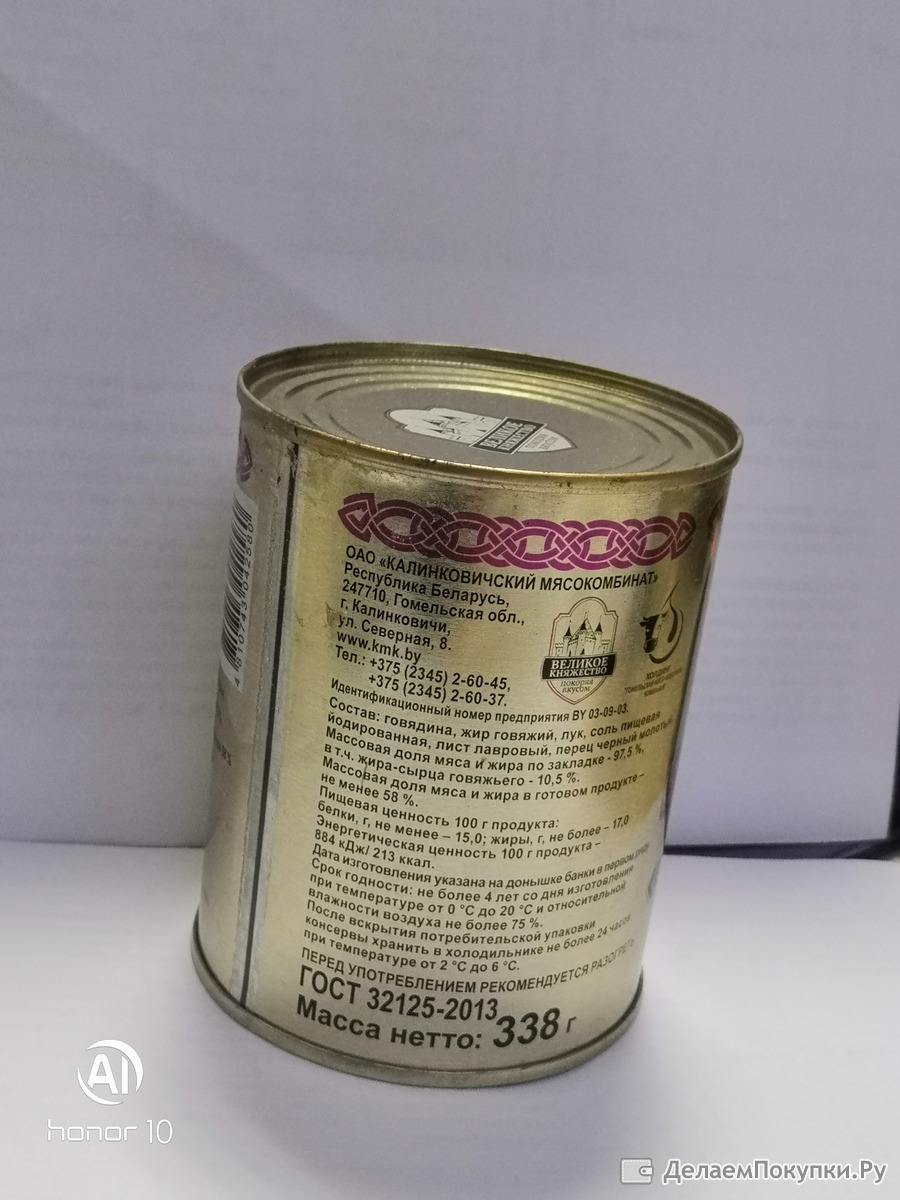 ВЕЛИКОЕ
КНЯЖЕСТВО
ОАО «КАЛИНКОВИЧСКИЙ МЯСОКОМБИНАТ»
Республика Беларусь,
247710, Гомельская обл.,
г. Калинковичи,
ул. Северная, 8.
www.kmk.by
Тел.: +375 (2345) 2-60-45,
+375 (2345) 2-60-37.
Идентификационный номер предприятия BY 03-09-03.
ВЕЛИКОЕ
КНЯЖЕСТВО
покоряя
вкусом
ХОЛДИНГ
Состав: говядина, жир говяжий, лук, соль пищевая
йодированная, лист лавровый, перец черный молотый.
Массовая доля мяса и жира по закладке - 97,5 %,
в т.ч. жира-сырца говяжьего - 10,5 %.
Массовая доля мяса и жира в готовом продукте –
не менее 58 %.
Пищевая ценность 100 г продукта:
белки, г, не менее – 15,0; жиры, г, не более – 17,0
Энергетическая ценность 100 г продукта –
884 кДж/ 213 ккал.
Дата изготовления указана на донышке банки в первом ряду.
Срок годности: не более 4 лет со дня изготовления
при температуре от 0 °С до 20 °С и относительной
влажности воздуха не более 75 %.
После вскрытия потребительской упаковки
консервы хранить в холодильнике не более 24 часов
при температуре от 2 °С до 6 °С.
ПЕРЕД УПОТРЕБЛЕНИЕМ РЕКОМЕНДУЕТСЯ РАЗОГРЕТЬ
ГОСТ 32125-2013
Масса нетто: 338 г
AI
honor 10
ДелаемПокупки.Ру